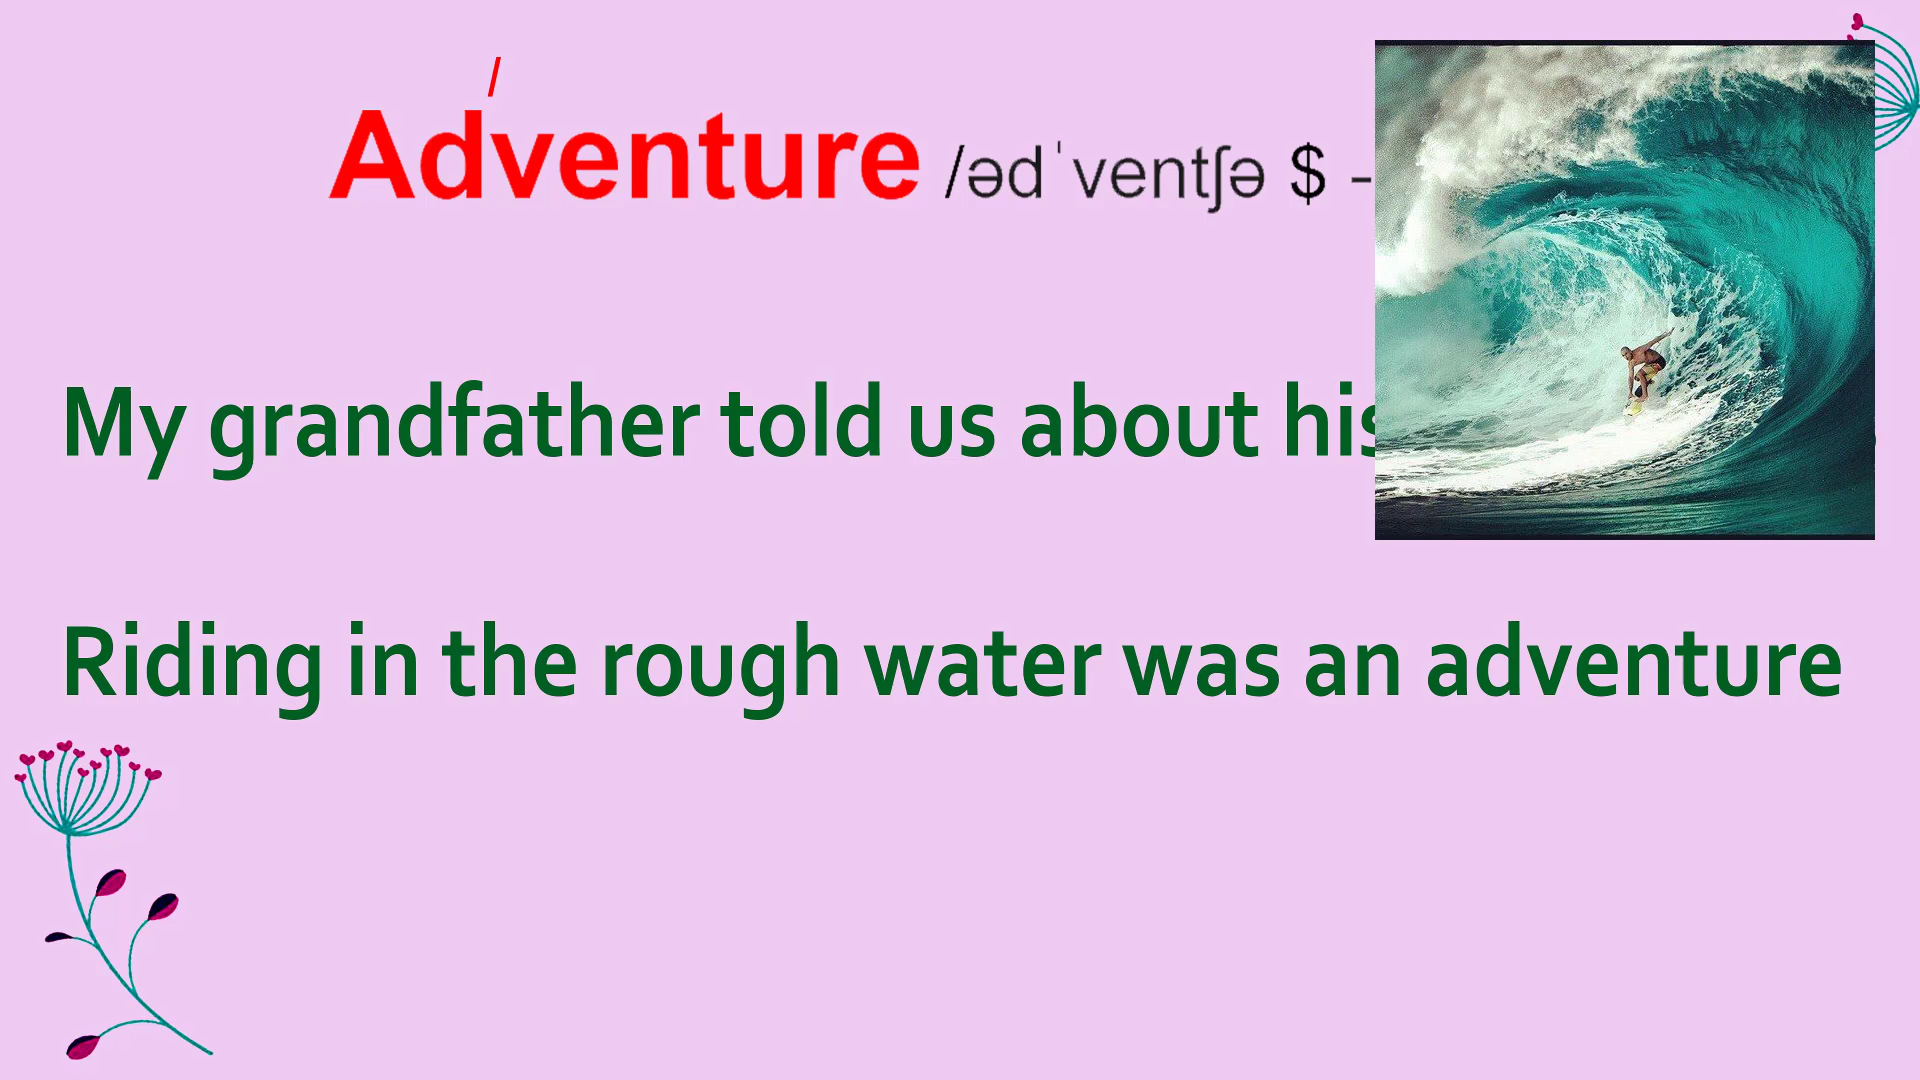 /
Adventure /ədˈventʃə $ -
My grandfather told us about his
Riding in the rough water was an adventure